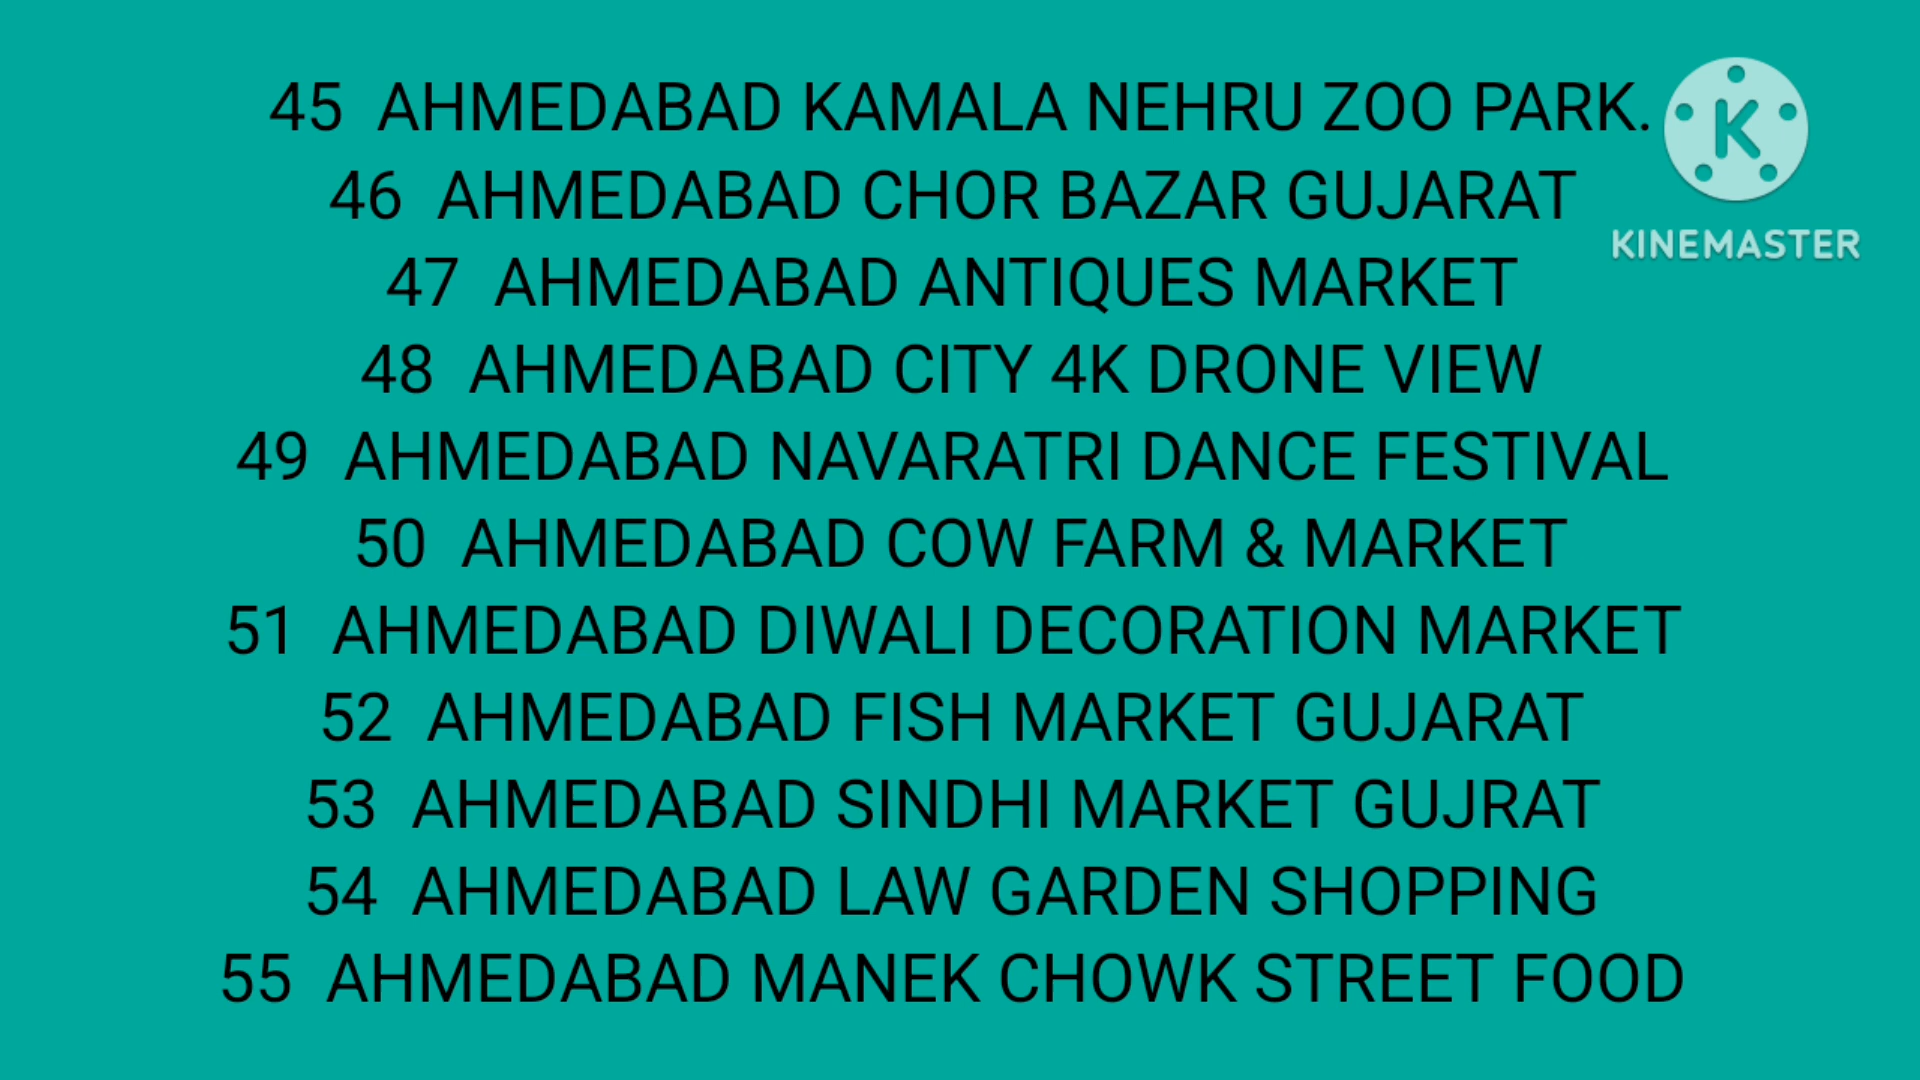 45  AHMEDABAD KAMALA NEHRU ZOO PARK.
46  AHMEDABAD CHOR BAZAR GUJARAT
47  AHMEDABAD ANTIQUES MARKET
48  AHMEDABAD CITY 4K DRONE VIEW
49  AHMEDABAD NAVARATRI DANCE FESTIVAL
50  AHMEDABAD COW FARM & MARKET
51  AHMEDABAD DIWALI DECORATION MARKET
52  AHMEDABAD FISH MARKET GUJARAT
53  AHMEDABAD SINDHI MARKET GUJRAT
54  AHMEDABAD LAW GARDEN SHOPPING
55  AHMEDABAD MANEK CHOWK STREET FOOD
K
KINEMASTER